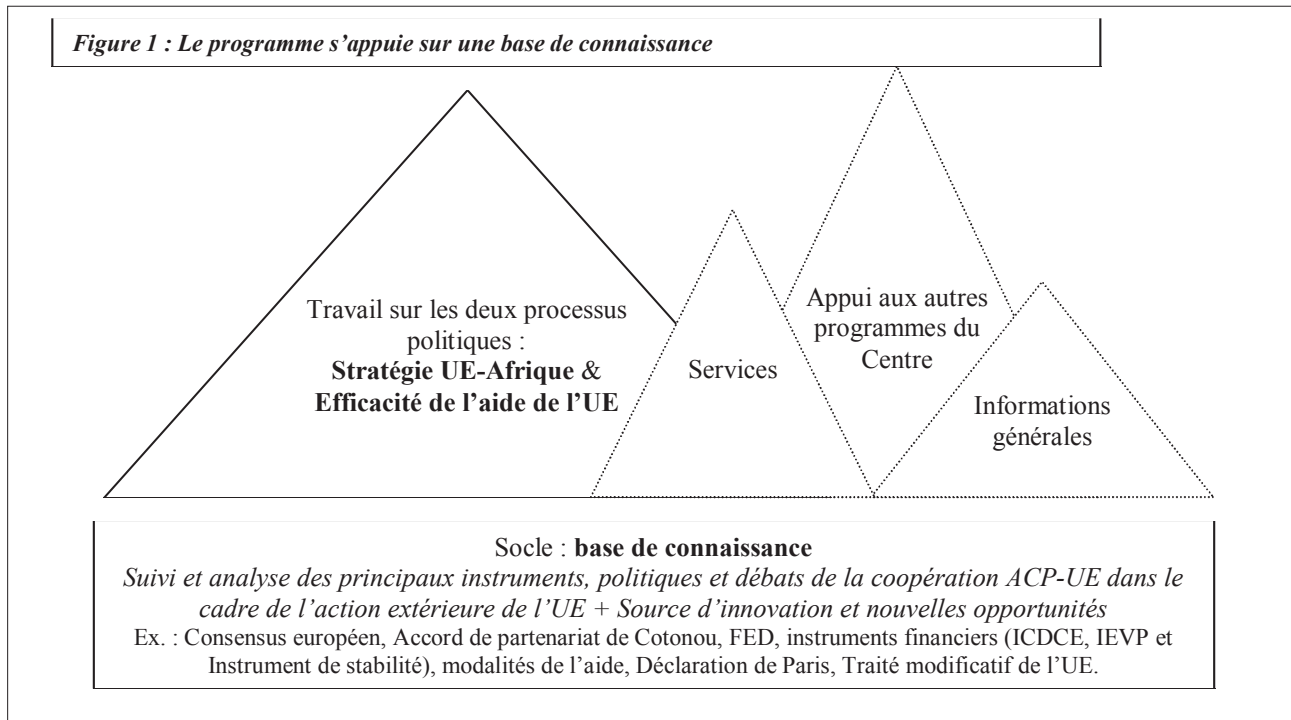 Figure 1 : Le programme s’appuie sur une base de connaissance
Travail sur les deux processus
politiques :
Stratégie UE-Afrique &
Efficacité de l’aide de l’UE
Services
Appui aux autres
programmes du
Centre
Informations
générales
Socle : base de connaissance
Suivi et analyse des principaux instruments, politiques et débats de la coopération ACP-UE dans le
cadre de l’action extérieure de l’UE + Source d’innovation et nouvelles opportunités
Ex. : Consensus européen, Accord de partenariat de Cotonou, FED, instruments financiers (ICDCE, IEVP et
Instrument de stabilité), modalités de l’aide, Déclaration de Paris, Traité modificatif de l’UE.